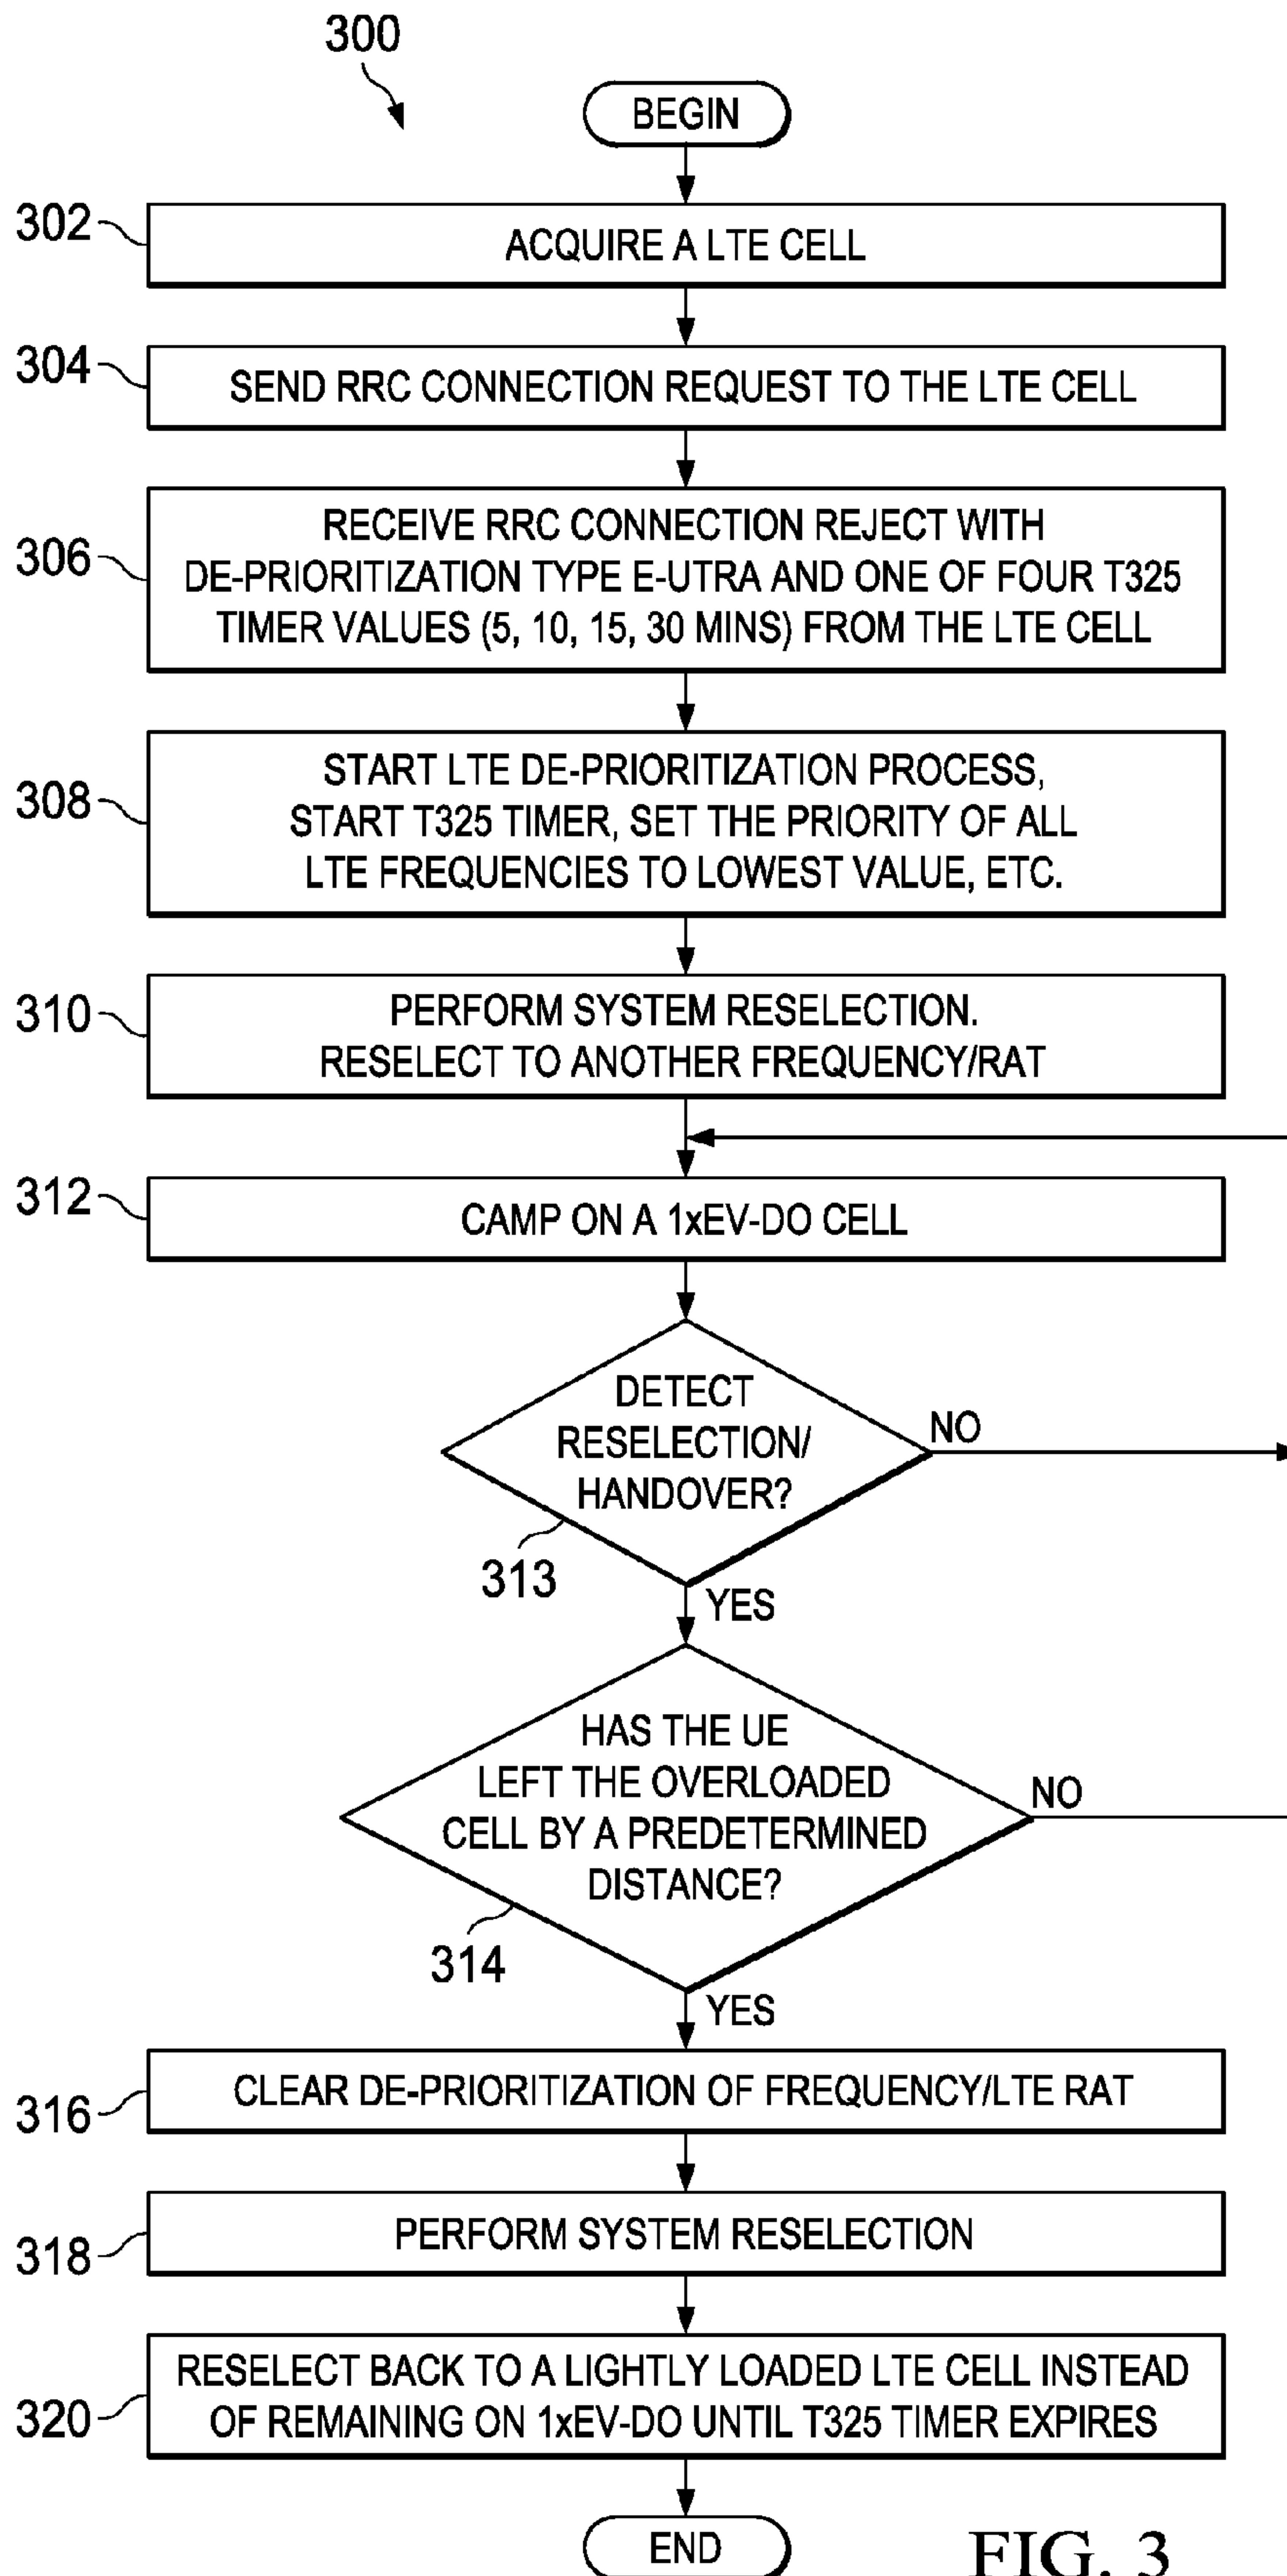 300
BEGIN
302
ACQUIRE A LTE CELL
304
SEND RRC CONNECTION REQUEST TO THE LTE CELL
306
RECEIVE RRC CONNECTION REJECT WITH
DE-PRIORITIZATION TYPE E-UTRA AND ONE OF FOUR T325
TIMER VALUES (5, 10, 15, 30 MINS) FROM THE LTE CELL
308
START LTE DE-PRIORITIZATION PROCESS,
START T325 TIMER, SET THE PRIORITY OF ALL
LTE FREQUENCIES TO LOWEST VALUE, ETC.
310
PERFORM SYSTEM RESELECTION.
RESELECT TO ANOTHER FREQUENCY/RAT
312
CAMP ON A 1xEV-DO CELL
DETECT
RESELECTION/
HANDOVER?
NO
313
YES
HAS THE UE
LEFT THE OVERLOADED
CELL BY A PREDETERMINED
DISTANCE?
NO
314
YES
316
CLEAR DE-PRIORITIZATION OF FREQUENCY/LTE RAT
318
PERFORM SYSTEM RESELECTION
320
RESELECT BACK TO A LIGHTLY LOADED LTE CELL INSTEAD
OF REMAINING ON 1xEV-DO UNTIL T325 TIMER EXPIRES
END
FIG. 3